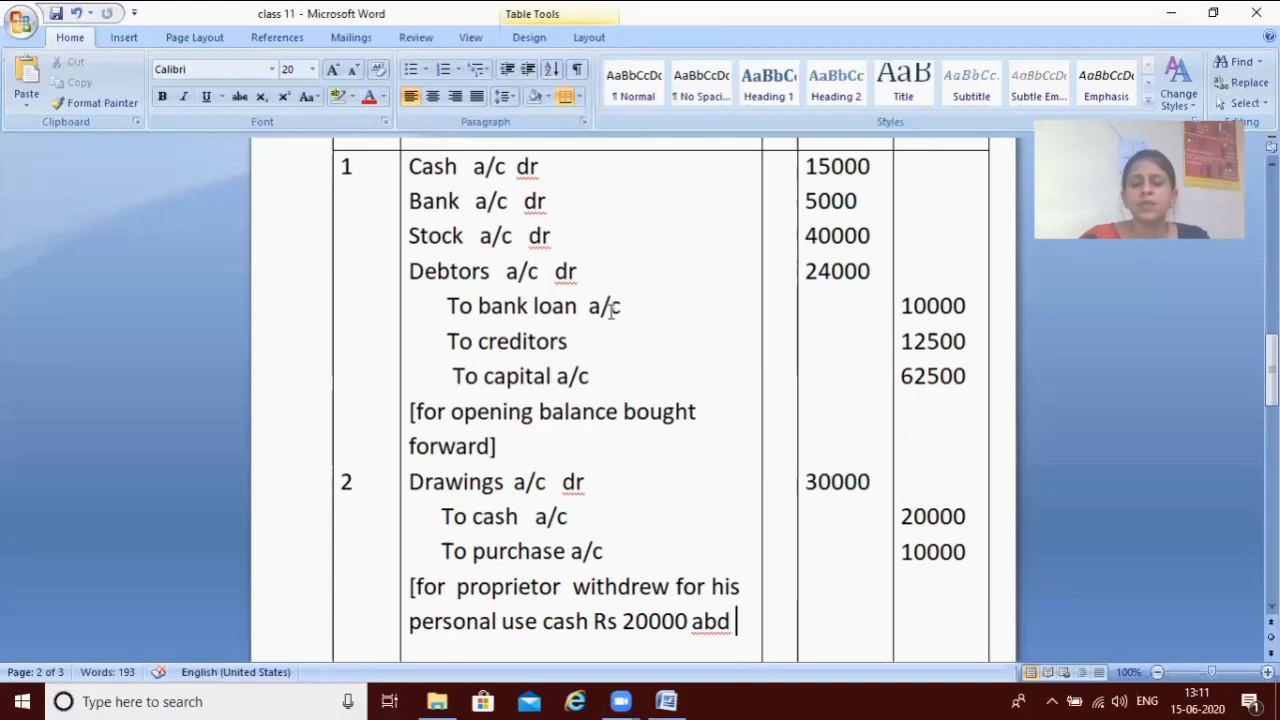 class 11 - Microsoft Word
Table Tools
Home Insert Page Layout References Mailings Review View Design Layout
Cut
Copy
Paste
Format Painter
Clipboard
Calibri 20
Font
Paragraph
AaBbCcDc AaBbCcDc AaBbC AaBbCc AaB AaBbCc. AaBbCcDc AaBbCcDc
¶ Normal ¶ No Spaci... Heading 1 Heading 2 Title Subtitle Subtle Em... Emphasis
Change Styles
Styles
Find
Replace
Select
Editing
1 Cash a/c dr 15000
Bank a/c dr 5000
Stock a/c dr 40000
Debtors a/c dr 24000
To bank loan a/c 10000
To creditors 12500
To capital a/c 62500
[for opening balance bought
forward]
2 Drawings a/c dr 30000
To cash a/c 20000
To purchase a/c 10000
[for proprietor withdrew for his
personal use cash Rs 20000 abd
Page: 2 of 3 Words: 193 English (United States) 100%
Type here to search
ENG
13:11
15-06-2020